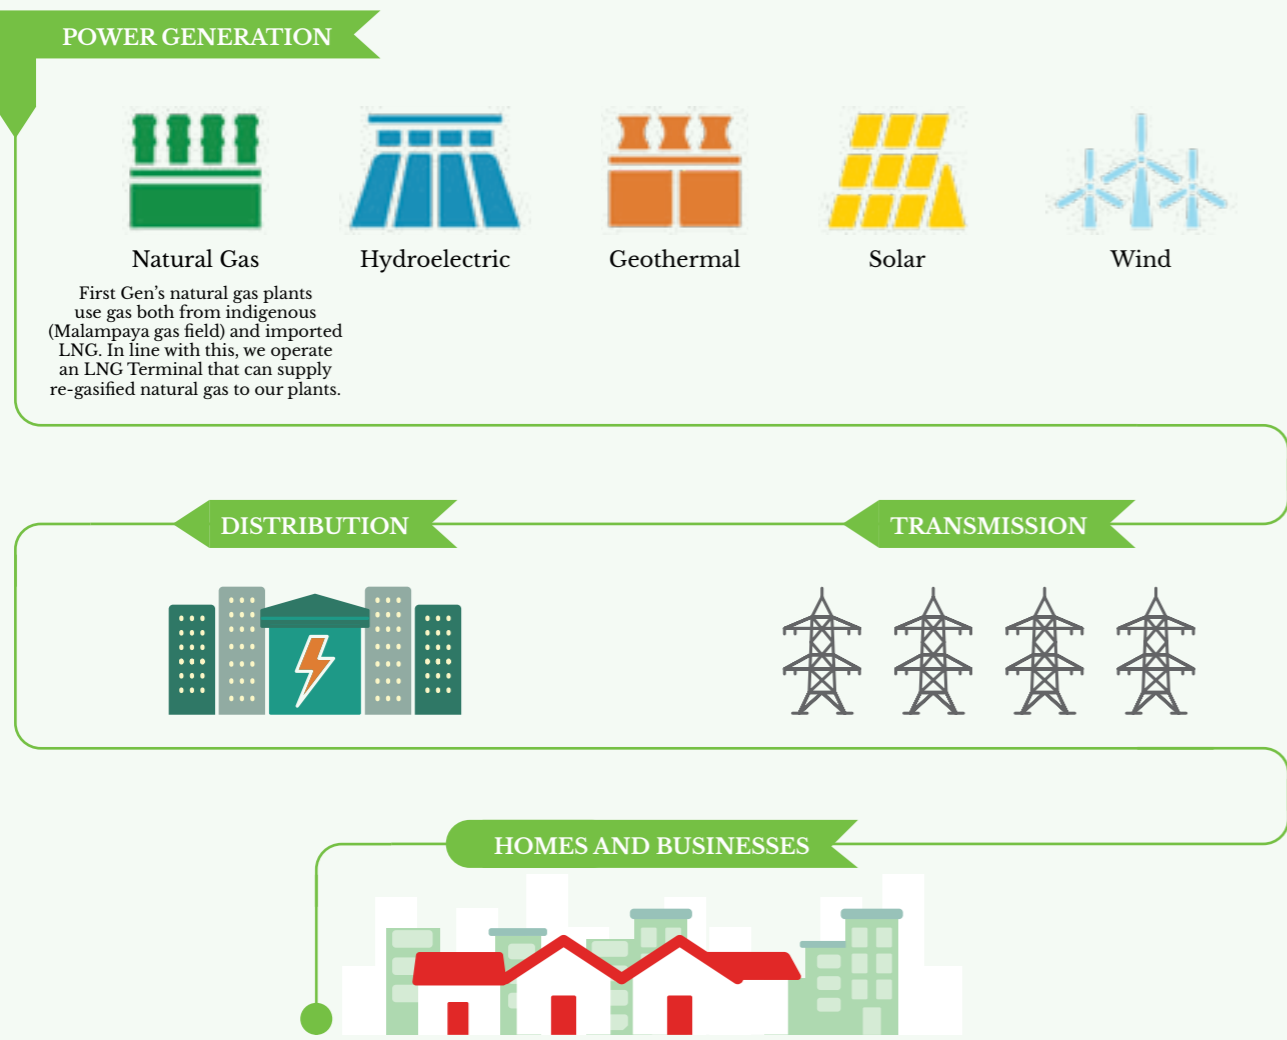 POWER GENERATION
Natural Gas
Hydroelectric
Geothermal
Solar
Wind
First Gen’s natural gas plants
use gas both from indigenous
(Malampaya gas field) and imported
LNG. In line with this, we operate
an LNG Terminal that can supply
re-gasified natural gas to our plants.
DISTRIBUTION
TRANSMISSION
HOMES AND BUSINESSES